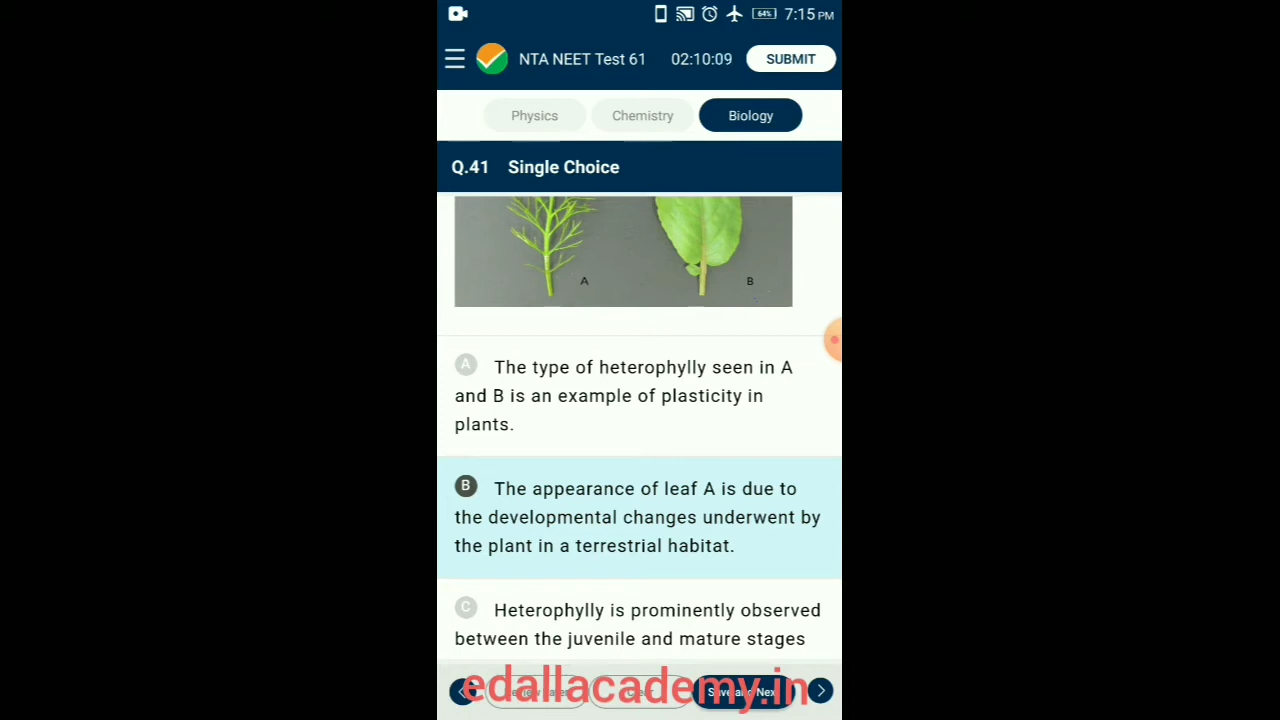 64% 7:15 PM
NTA NEET Test 61 02:10:09 SUBMIT
Physics Chemistry Biology
Q.41 Single Choice
A B
A The type of heterophylly seen in A
and B is an example of plasticity in
plants.
B The appearance of leaf A is due to
the developmental changes underwent by
the plant in a terrestrial habitat.
C Heterophylly is prominently observed
between the juvenile and mature stages
edallacademy.in